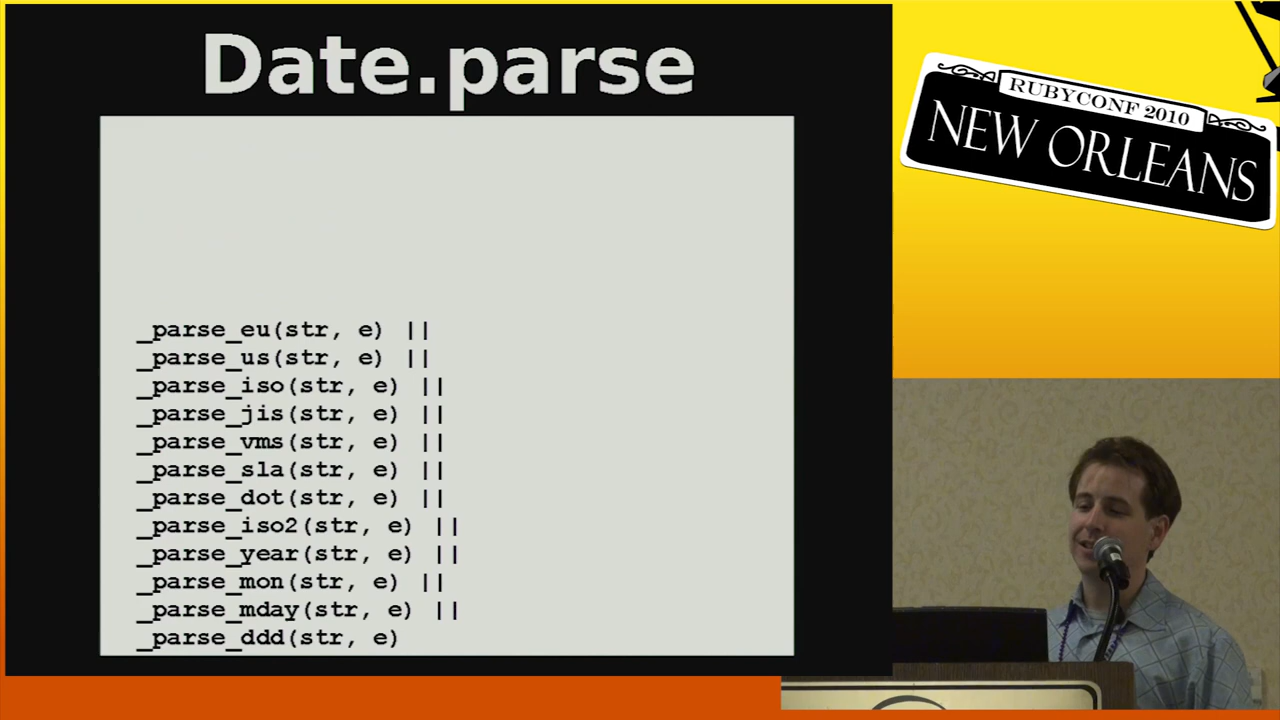 Date.parse
_parse_eu(str, e) ||
_parse_us(str, e) ||
_parse_iso(str, e) ||
_parse_jis(str, e) ||
_parse_vms(str, e) ||
_parse_sla(str, e) ||
_parse_dot(str, e) ||
_parse_iso2(str, e) ||
_parse_year(str, e) ||
_parse_mon(str, e) ||
_parse_mday(str, e) ||
_parse_ddd(str, e)
RUBYCONF 2010
NEW ORLEANS